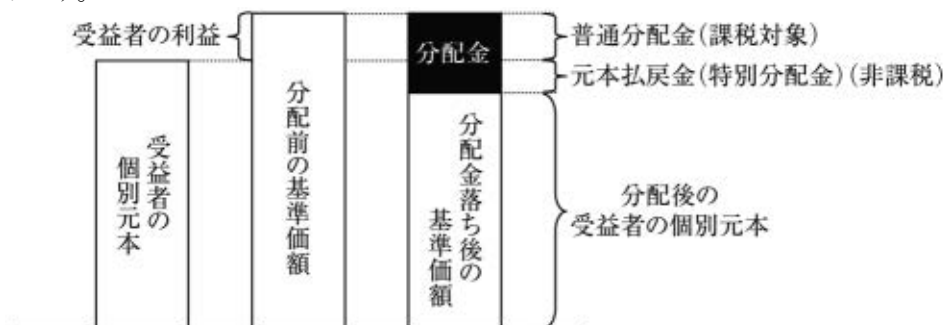 す。
受益者の利益
分配金
普通分配金(課税対象)
元本払戻金(特別分配金)(非課税)
受益者の
個別元本
分配前の基準価額
分配金落ち後の
基準価額
分配後の
受益者の個別元本